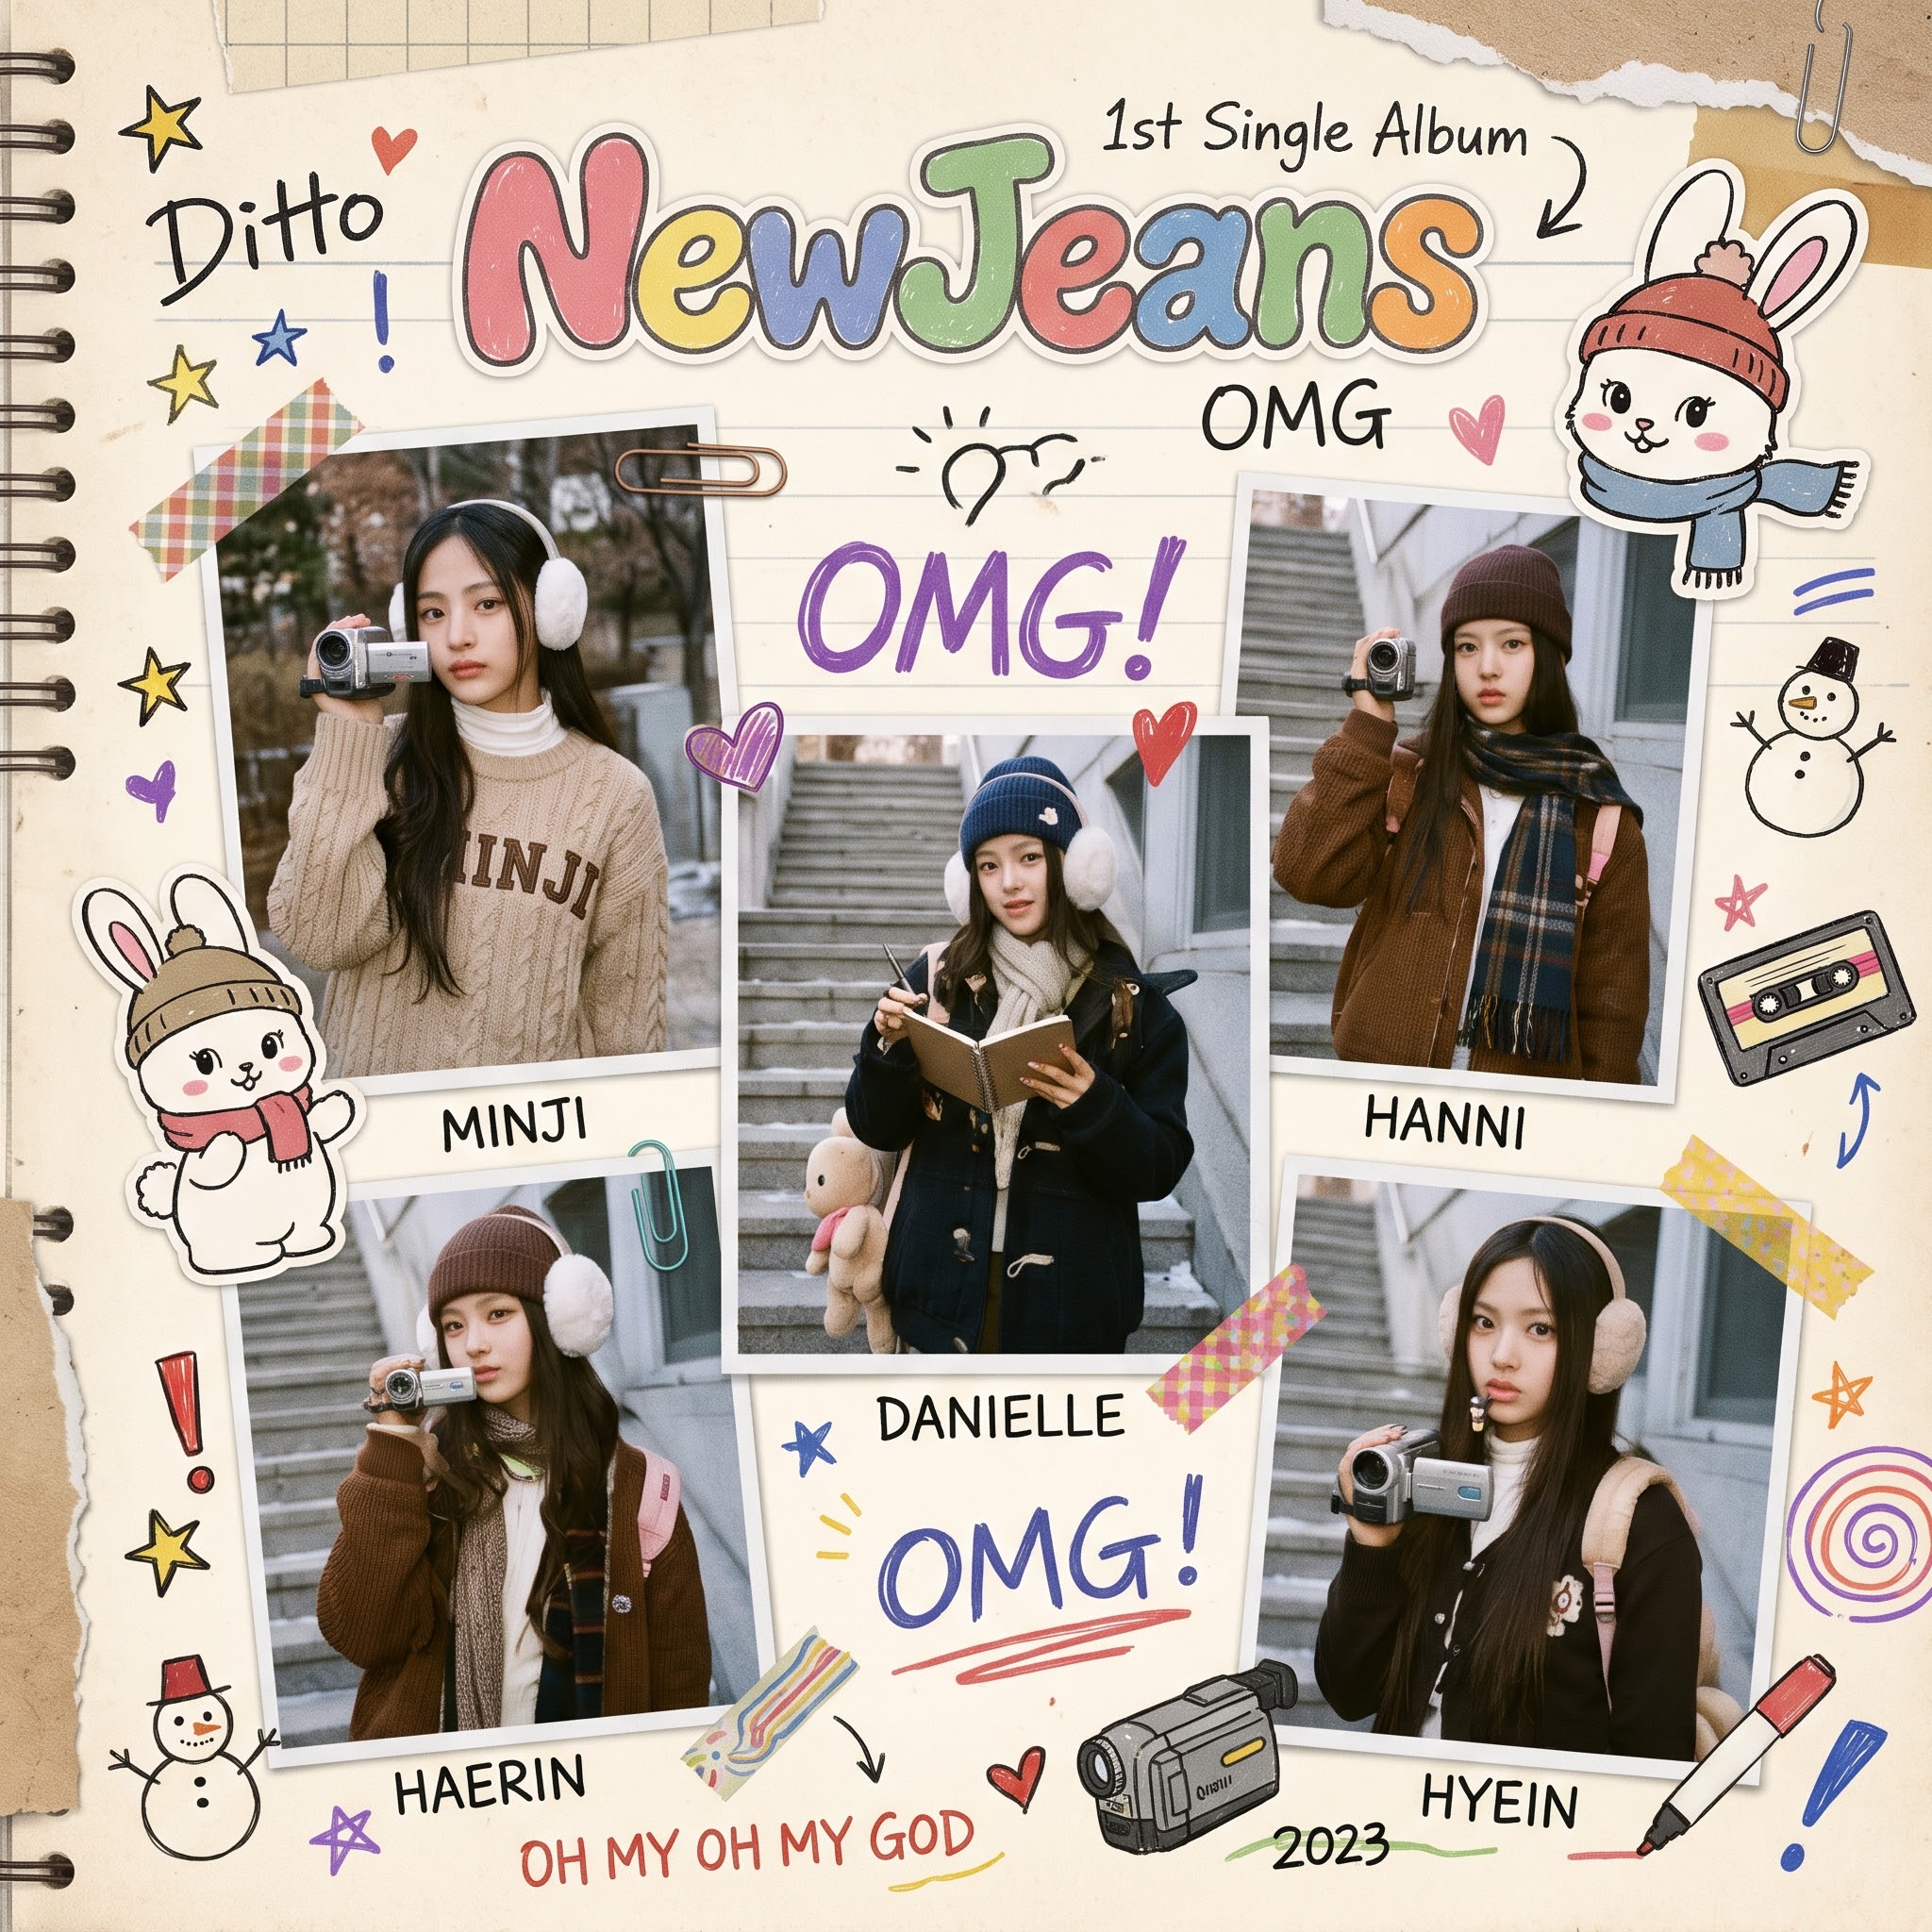 1st Single Album
Ditto
NewJeans
!
OMG
OMG!
MINJI
MINJI
HANNI
DANIELLE
!
OMG!
HAERIN
HYEIN
OH MY OH MY GOD
2023
!